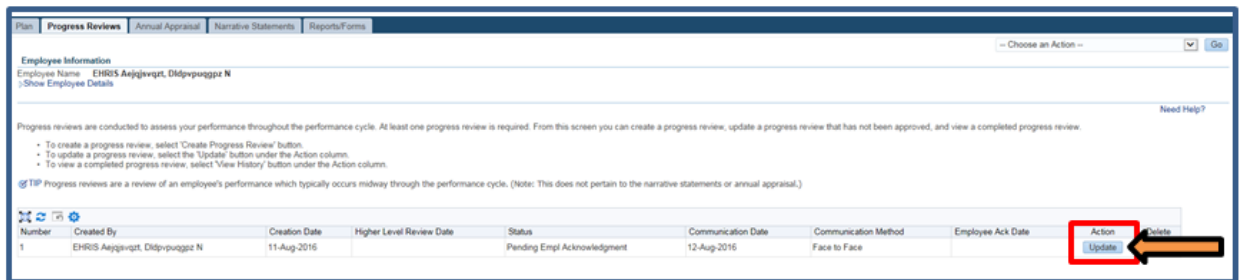 Plan Progress Reviews Annual Appraisal Narrative Statements Reports/Forms
-- Choose an Action -- Go
Employee Information
Employee Name EHRIS Aejqjsvqzt, Dldpvpuqgpz N
Show Employee Details
Need Help?
Progress reviews are conducted to assess your performance throughout the performance cycle. At least one progress review is required. From this screen you can create a progress review, update a progress review that has not been approved, and view a completed progress review.
• To create a progress review, select 'Create Progress Review' button.
• To update a progress review, select the 'Update' button under the Action column.
• To view a completed progress review, select 'View History' button under the Action column.
TIP Progress reviews are a review of an employee's performance which typically occurs midway through the performance cycle. (Note: This does not pertain to the narrative statements or annual appraisal.)
Number Created By Creation Date Higher Level Review Date Status Communication Date Communication Method Employee Ack Date Action Delete
1 EHRIS Aejqjsvqzt, Dldpvpuqgpz N 11-Aug-2016 Pending Empl Acknowledgment 12-Aug-2016 Face to Face Update